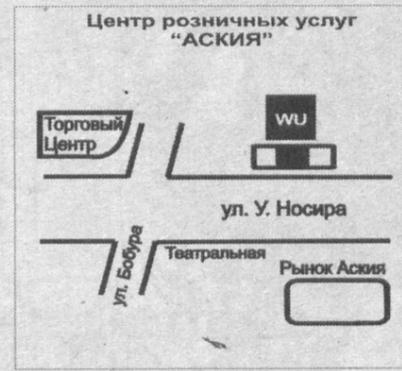 Центр розничных услуг
“АСКИЯ”
Торговый
Центр
WU
ул. У. Носира
ул. Бобура
Театральная
Рынок Аския